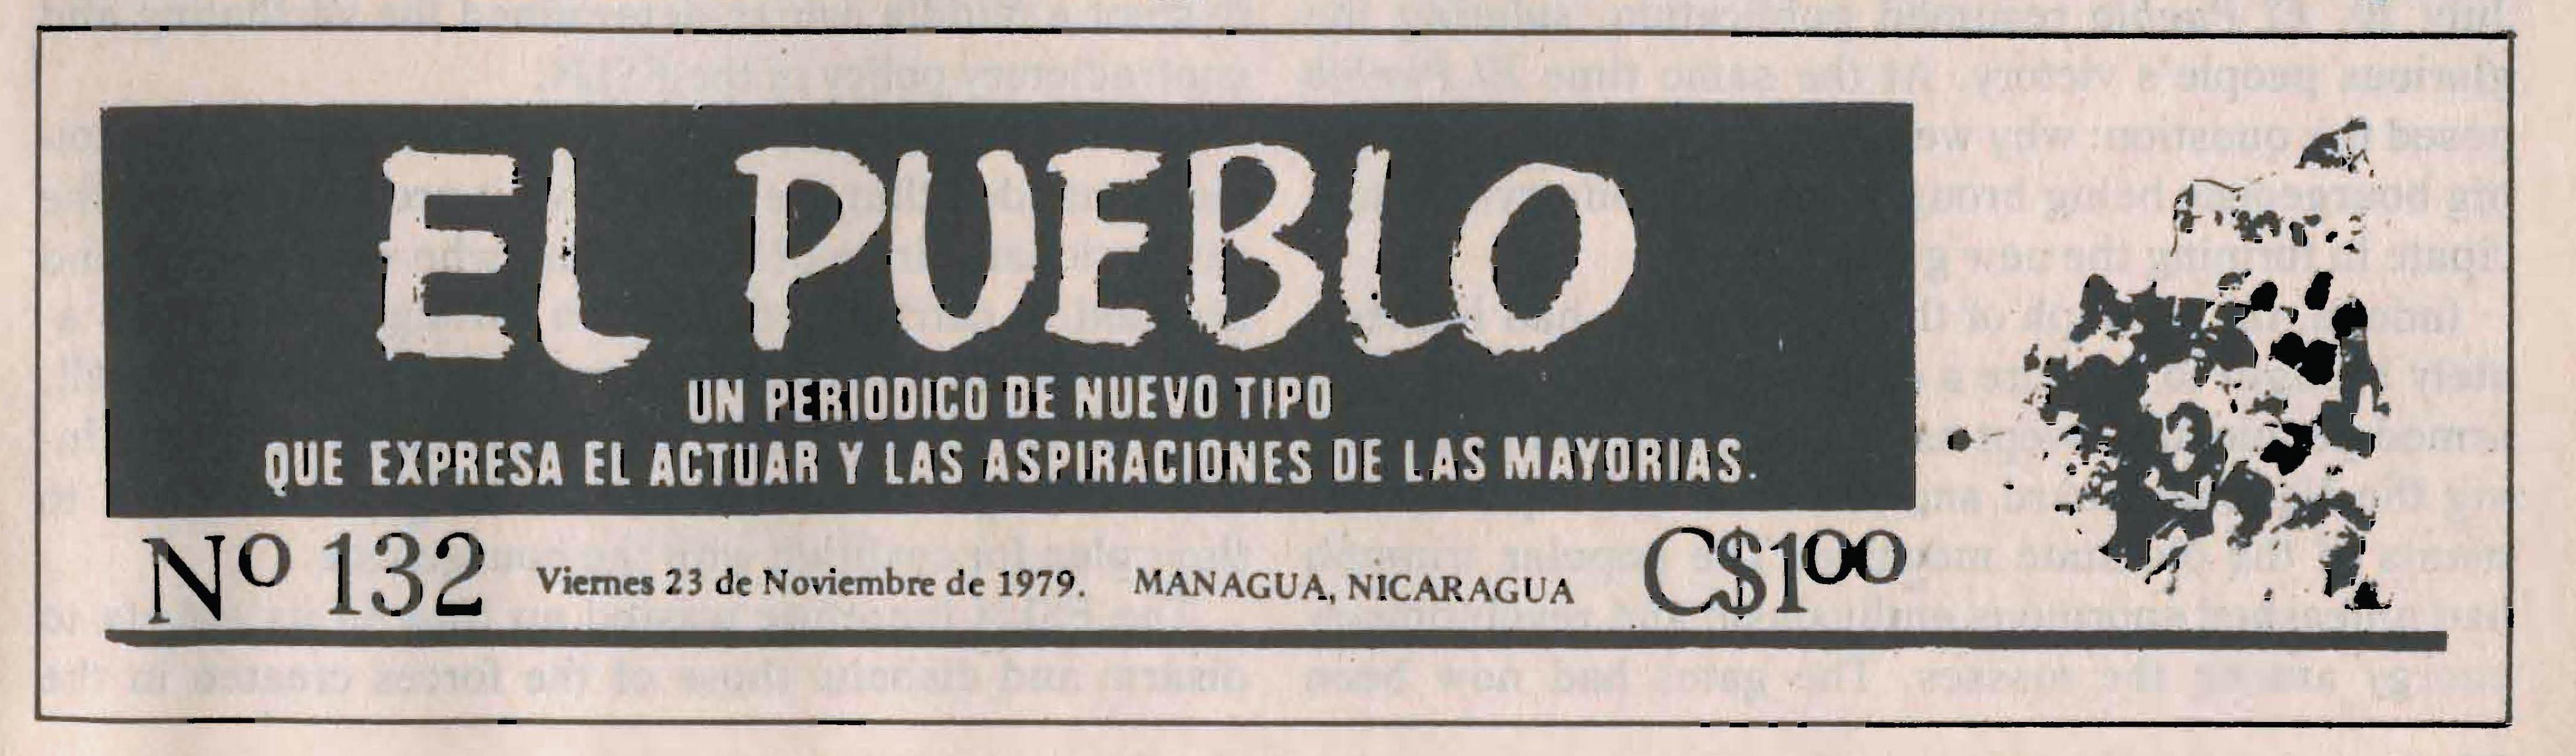 EL PUEBLO
UN PERIODICO DE NUEVO TIPO
QUE EXPRESA EL ACTUAR Y LAS ASPIRACIONES DE LAS MAYORIAS.
Nº 132 Viernes 23 de Noviembre de 1979. MANAGUA, NICARAGUA C$100